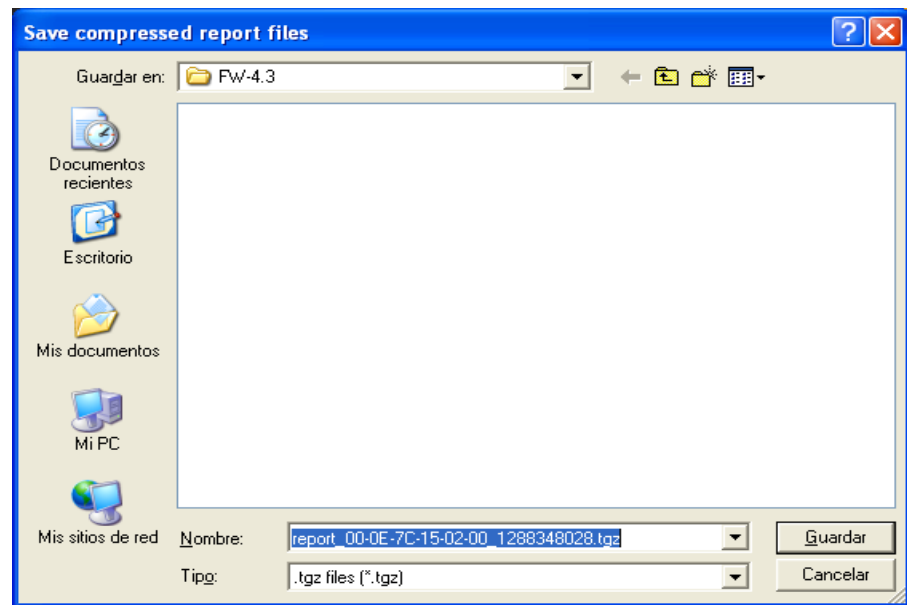 Save compressed report files
Guardar en:
FW-4.3
Documentos
recientes
Escritorio
Mis documentos
Mi PC
Mis sitios de red
Nombre:
report_00-0E-7C-15-02-00_1288348028.tgz
Guardar
Tipo:
.tgz files (*.tgz)
Cancelar